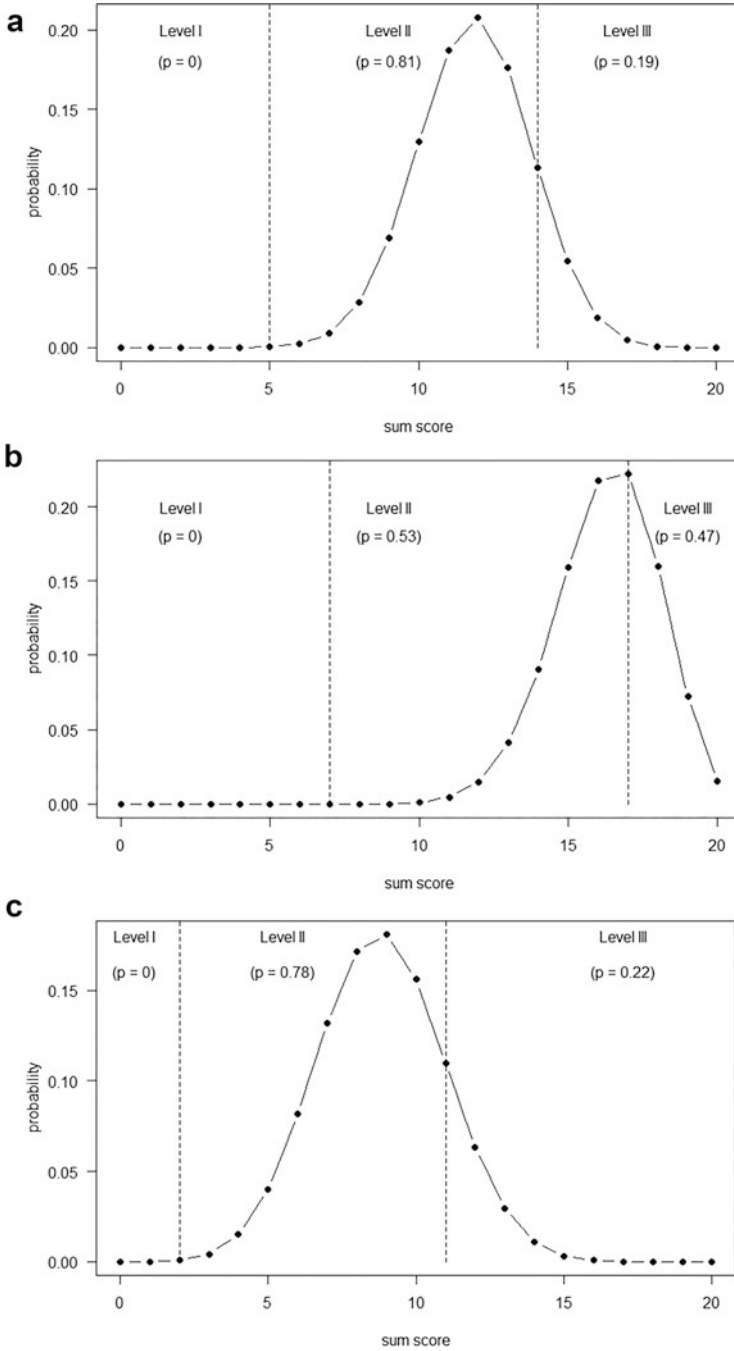 a
Level I Level II Level III
(p = 0) (p = 0.81) (p = 0.19)
0.20
0.15
0.10
0.05
0.00
probability
0 5 10 15 20
sum score
b
Level I Level II Level III
(p = 0) (p = 0.53) (p = 0.47)
0.20
0.15
0.10
0.05
0.00
probability
0 5 10 15 20
sum score
c
Level I Level II Level III
(p = 0) (p = 0.78) (p = 0.22)
0.15
0.10
0.05
0.00
probability
0 5 10 15 20
sum score